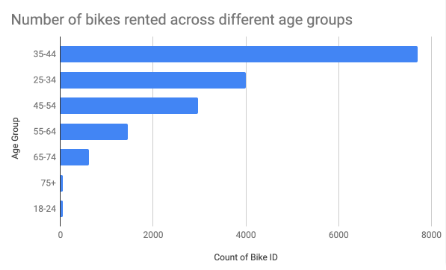 Number of bikes rented across different age groups
35-44
25-34
45-54
55-64
65-74
75+
18-24
Age Group
0 2000 4000 6000 8000
Count of Bike ID